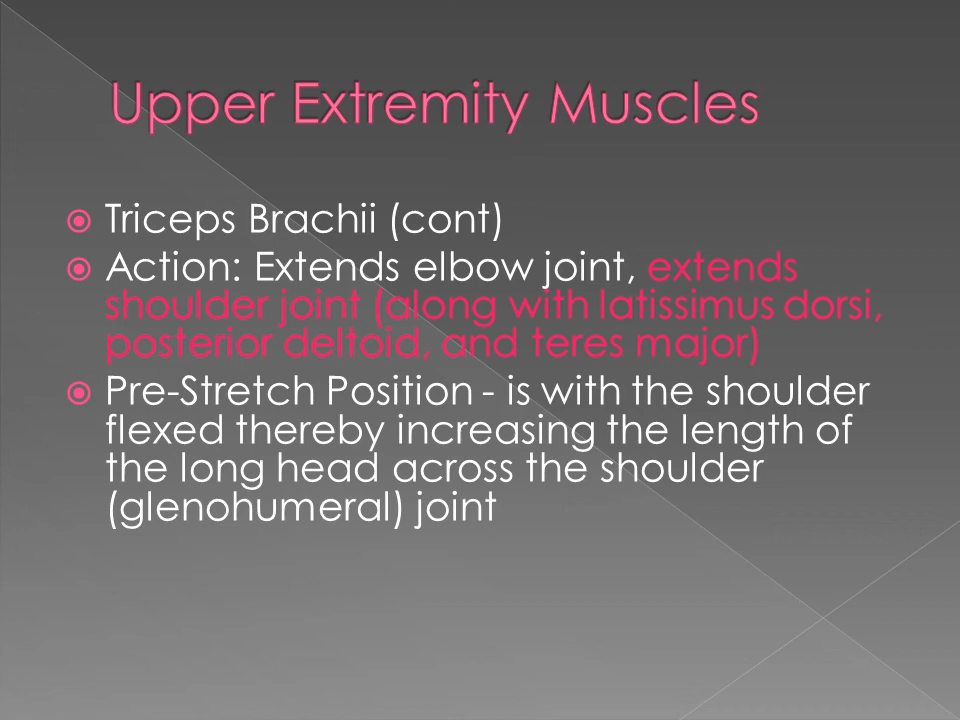 Upper Extremity Muscles
Triceps Brachii (cont)
Action: Extends elbow joint, extends
shoulder joint (along with latissimus dorsi,
posterior deltoid, and teres major)
Pre-Stretch Position - is with the shoulder
flexed thereby increasing the length of
the long head across the shoulder
(glenohumeral) joint